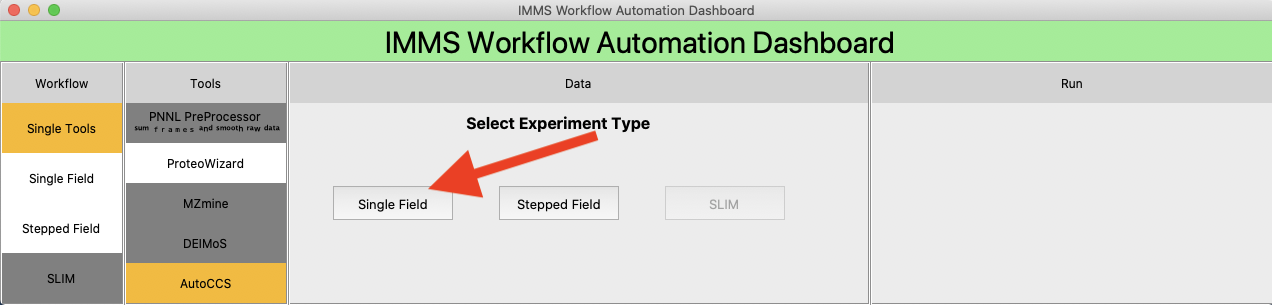 IMMS Workflow Automation Dashboard
IMMS Workflow Automation Dashboard
Workflow
Tools
Data
Run
Single Tools
Single Field
Stepped Field
SLIM
PNNL PreProcessor
sum frames and smooth raw data
ProteoWizard
MZmine
DEIMoS
AutoCCS
Select Experiment Type
Single Field
Stepped Field
SLIM